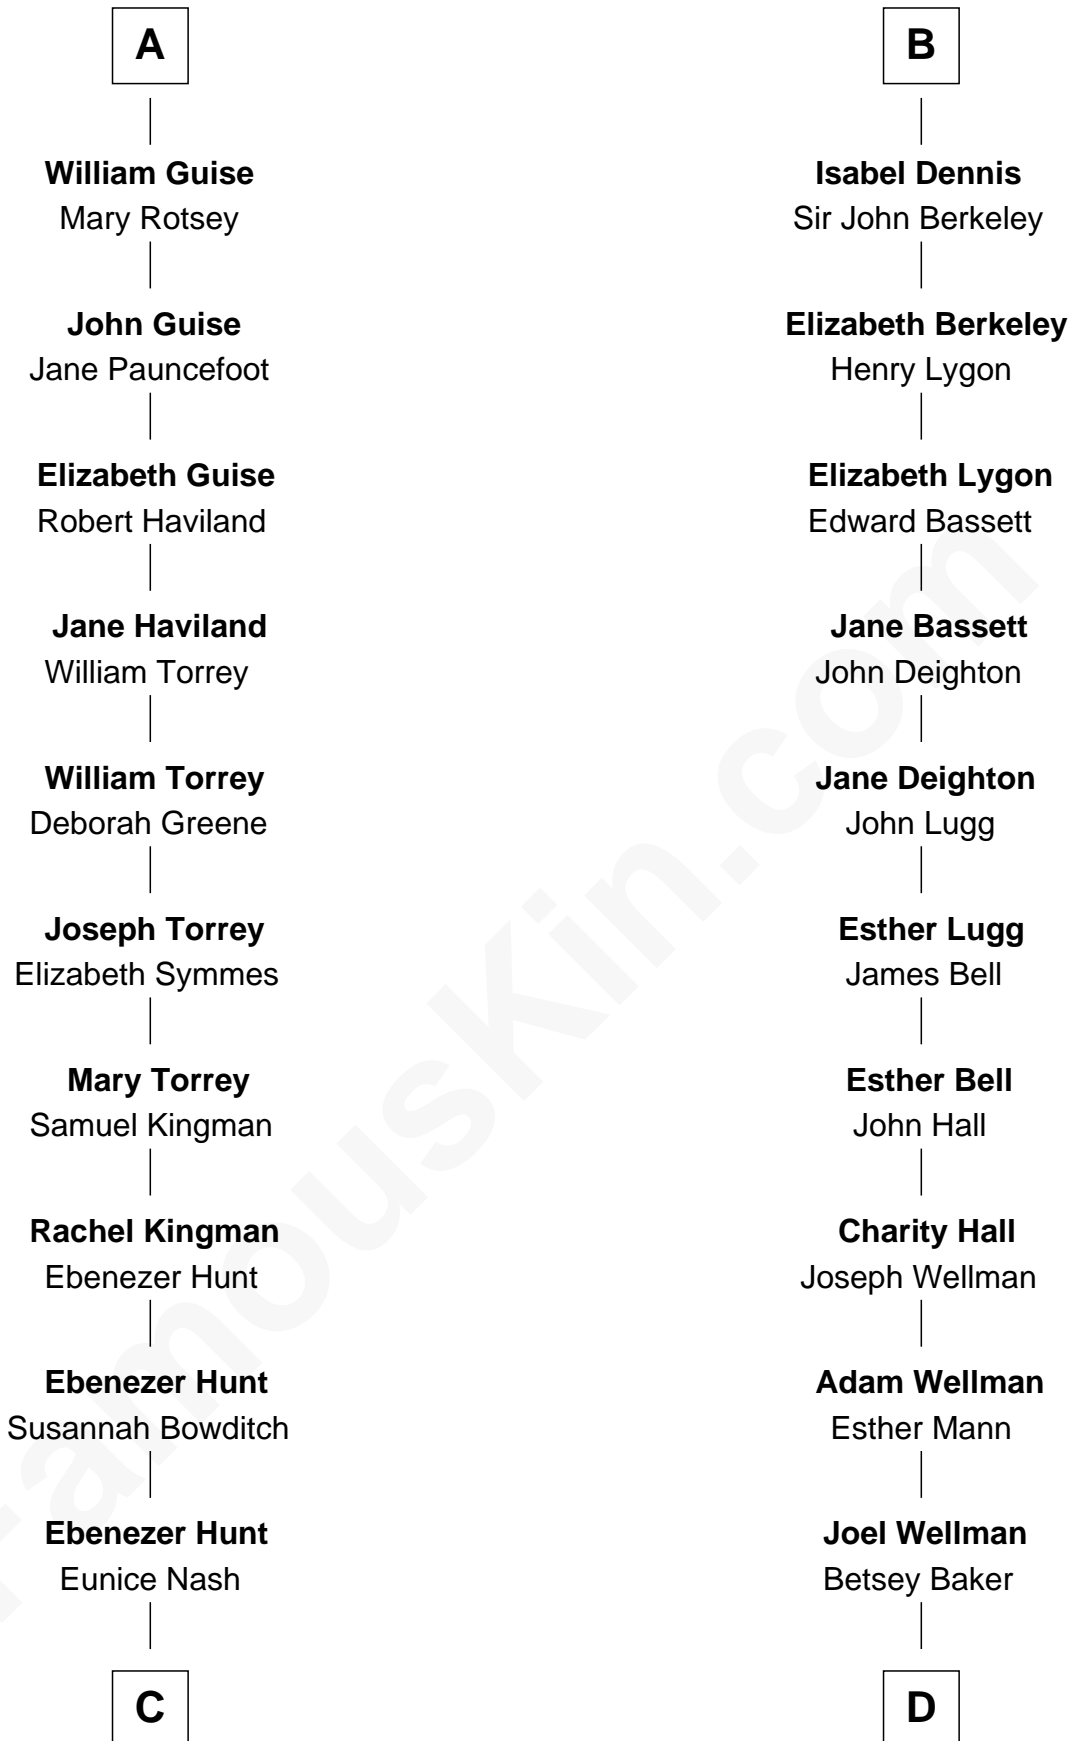 A
William Guise
Mary Rotsey
John Guise
Jane Pauncefoot
Elizabeth Guise
Robert Haviland
Jane Haviland
William Torrey
William Torrey
Deborah Greene
Joseph Torrey
Elizabeth Symmes
Mary Torrey
Samuel Kingman
Rachel Kingman
Ebenezer Hunt
Ebenezer Hunt
Susannah Bowditch
Ebenezer Hunt
Eunice Nash
C
B
Isabel Dennis
Sir John Berkeley
Elizabeth Berkeley
Henry Lygon
Elizabeth Lygon
Edward Bassett
Jane Bassett
John Deighton
Jane Deighton
John Lugg
Esther Lugg
James Bell
Esther Bell
John Hall
Charity Hall
Joseph Wellman
Adam Wellman
Esther Mann
Joel Wellman
Betsey Baker
D
FamousKin.com